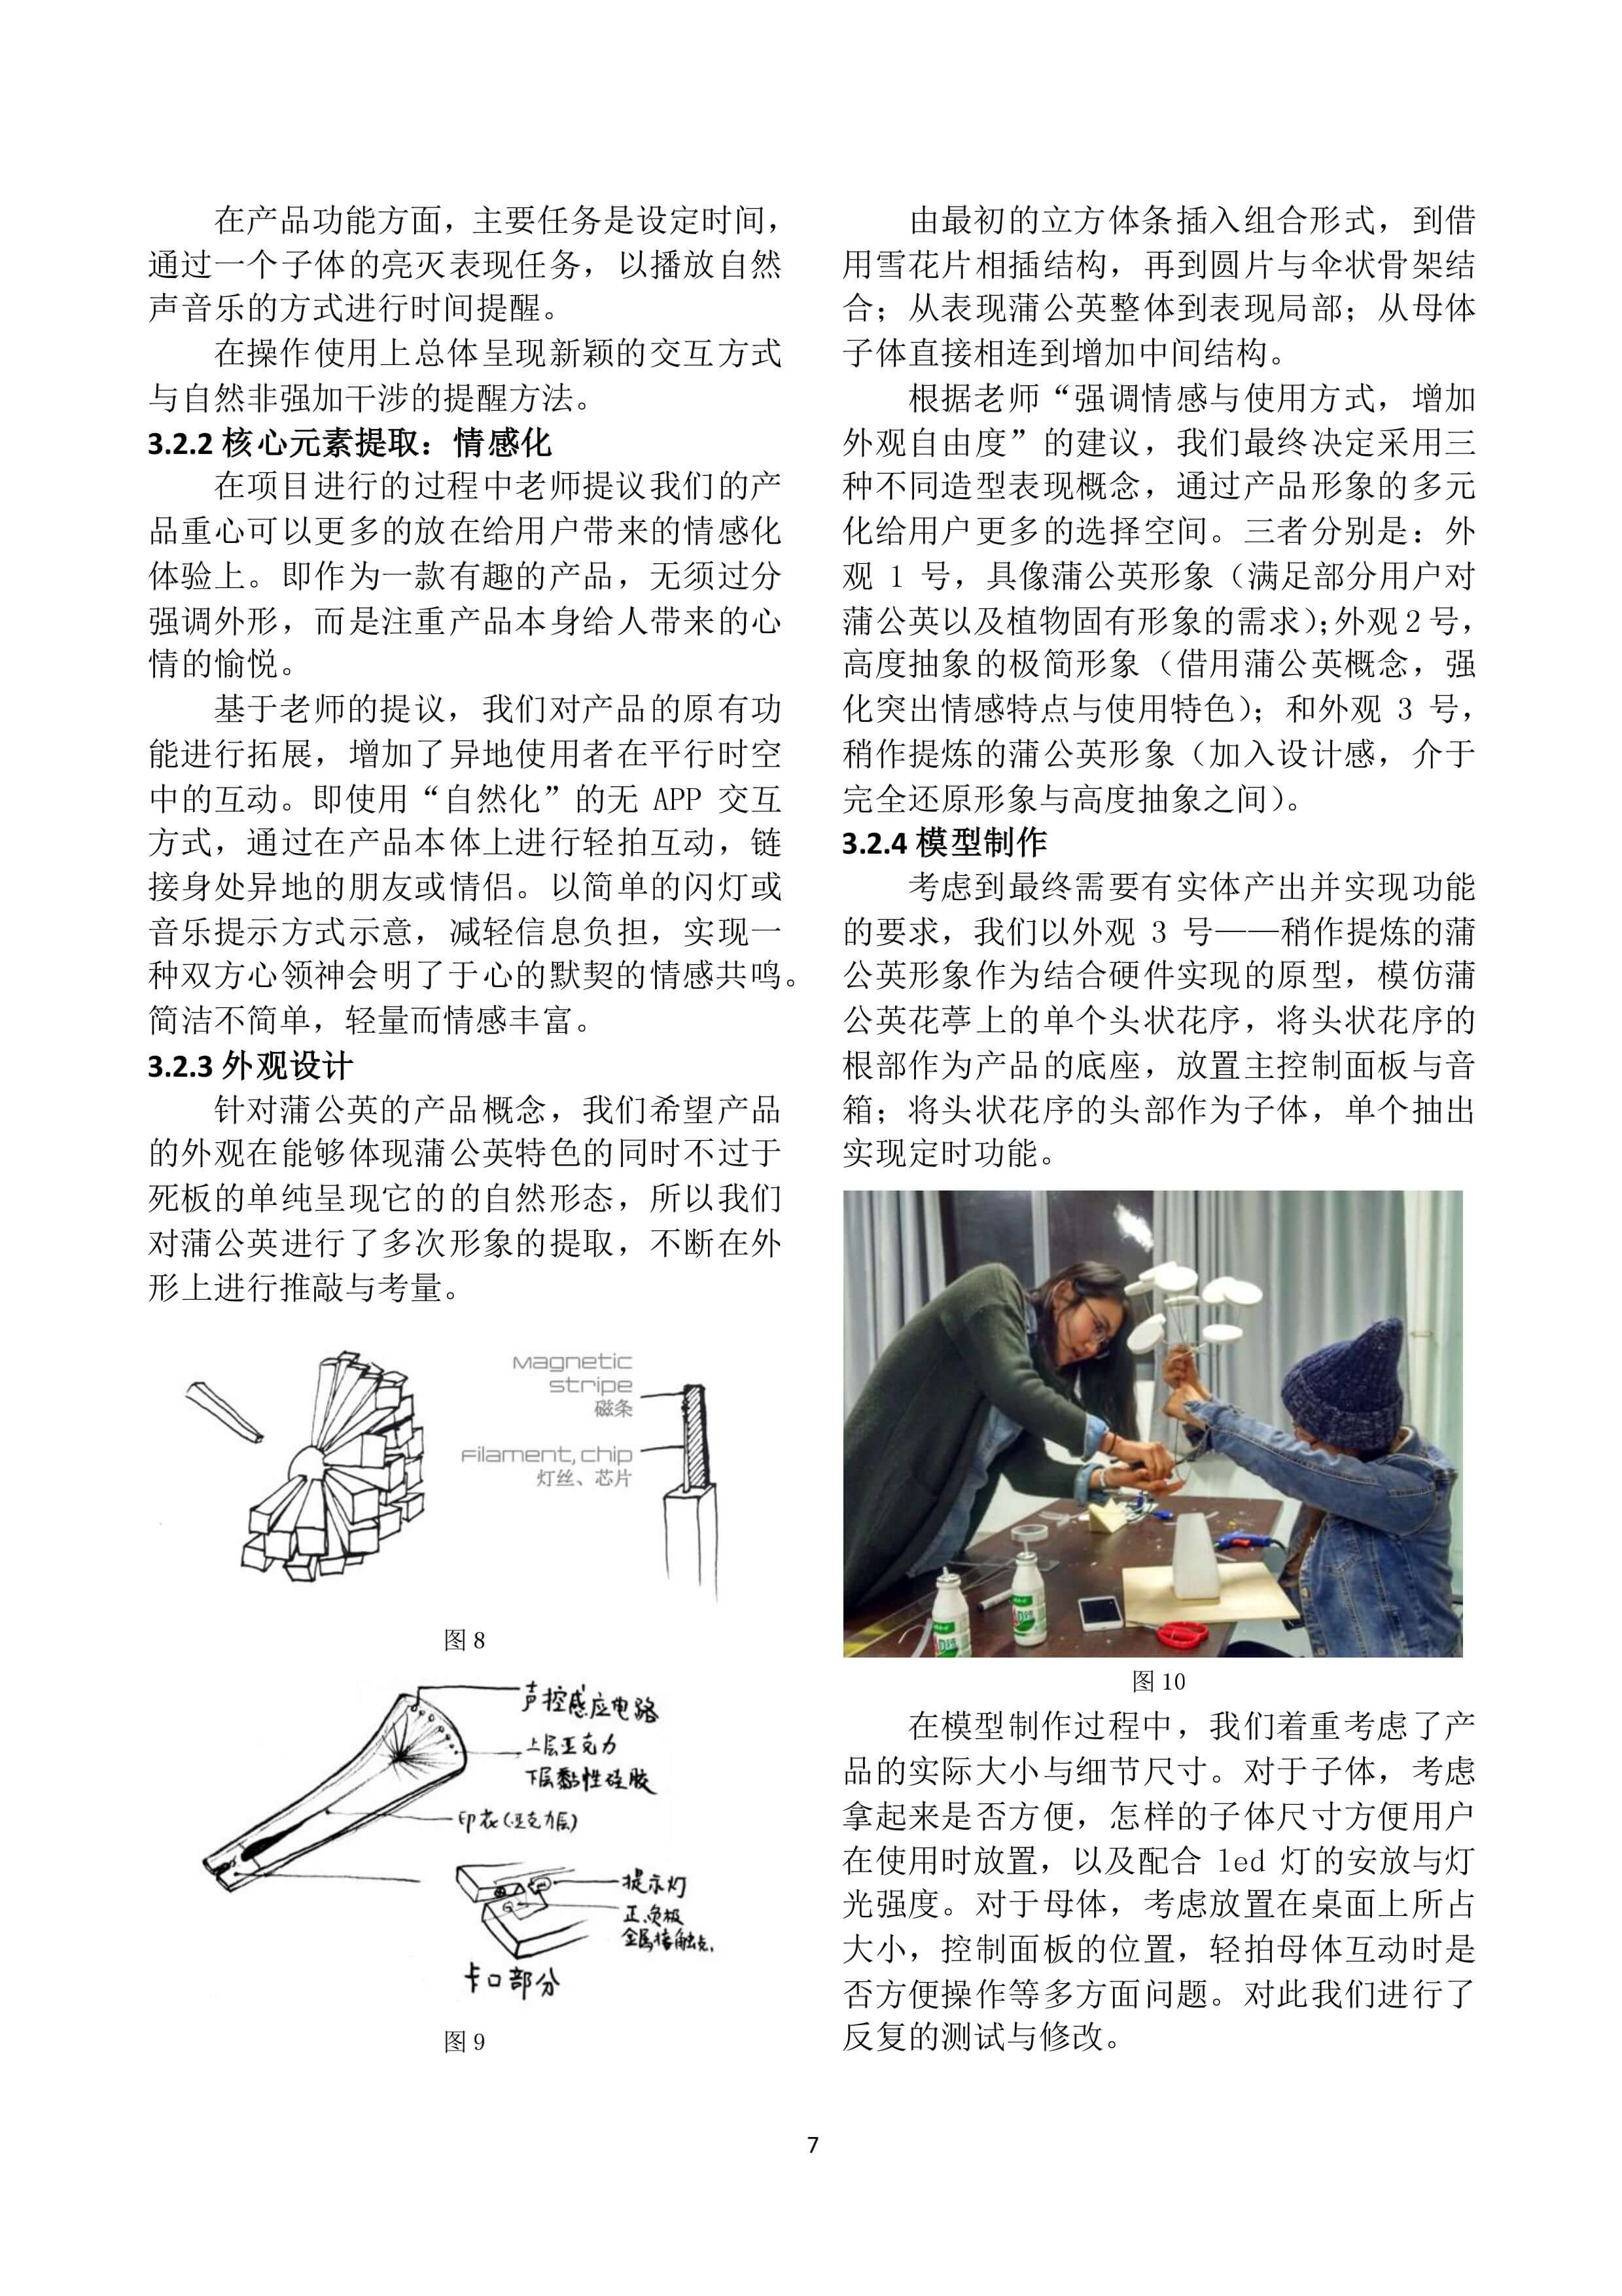 在产品功能方面，主要任务是设定时间，
通过一个子体的亮灭表现任务，以播放自然
声音乐的方式进行时间提醒。
在操作使用上总体呈现新颖的交互方式
与自然非强加干涉的提醒方法。
3.2.2 核心元素提取：情感化
在项目进行的过程中老师提议我们的产
品重心可以更多的放在给用户带来的情感化
体验上。即作为一款有趣的产品，无须过分
强调外形，而是注重产品本身给人带来的心
情的愉悦。
基于老师的提议，我们对产品的原有功
能进行拓展，增加了异地使用者在平行时空
中的互动。即使用“自然化”的无 APP 交互
方式，通过在产品本体上进行轻拍互动，链
接身处异地的朋友或情侣。以简单的闪灯或
音乐提示方式示意，减轻信息负担，实现一
种双方心领神会明了于心的默契的情感共鸣。
简洁不简单，轻量而情感丰富。
3.2.3 外观设计
针对蒲公英的产品概念，我们希望产品
的外观在能够体现蒲公英特色的同时不过于
死板的单纯呈现它的的自然形态，所以我们
对蒲公英进行了多次形象的提取，不断在外
形上进行推敲与考量。
Magnetic
stripe
磁条
Filament, chip
灯丝、芯片
图 8
声控感应电路
上层亚克力
下层黏性硅胶
印花(亚克力层)
提示灯
正.负极
金属接触点.
卡口部分
图 9
由最初的立方体条插入组合形式，到借
用雪花片相插结构，再到圆片与伞状骨架结
合；从表现蒲公英整体到表现局部；从母体
子体直接相连到增加中间结构。
根据老师“强调情感与使用方式，增加
外观自由度”的建议，我们最终决定采用三
种不同造型表现概念，通过产品形象的多元
化给用户更多的选择空间。三者分别是：外
观 1 号，具像蒲公英形象（满足部分用户对
蒲公英以及植物固有形象的需求）；外观 2 号，
高度抽象的极简形象（借用蒲公英概念，强
化突出情感特点与使用特色）；和外观 3 号，
稍作提炼的蒲公英形象（加入设计感，介于
完全还原形象与高度抽象之间）。
3.2.4 模型制作
考虑到最终需要有实体产出并实现功能
的要求，我们以外观 3 号——稍作提炼的蒲
公英形象作为结合硬件实现的原型，模仿蒲
公英花葶上的单个头状花序，将头状花序的
根部作为产品的底座，放置主控制面板与音
箱；将头状花序的头部作为子体，单个抽出
实现定时功能。
图 10
在模型制作过程中，我们着重考虑了产
品的实际大小与细节尺寸。对于子体，考虑
拿起来是否方便，怎样的子体尺寸方便用户
在使用时放置，以及配合 led 灯的安放与灯
光强度。对于母体，考虑放置在桌面上所占
大小，控制面板的位置，轻拍母体互动时是
否方便操作等多方面问题。对此我们进行了
反复的测试与修改。
7